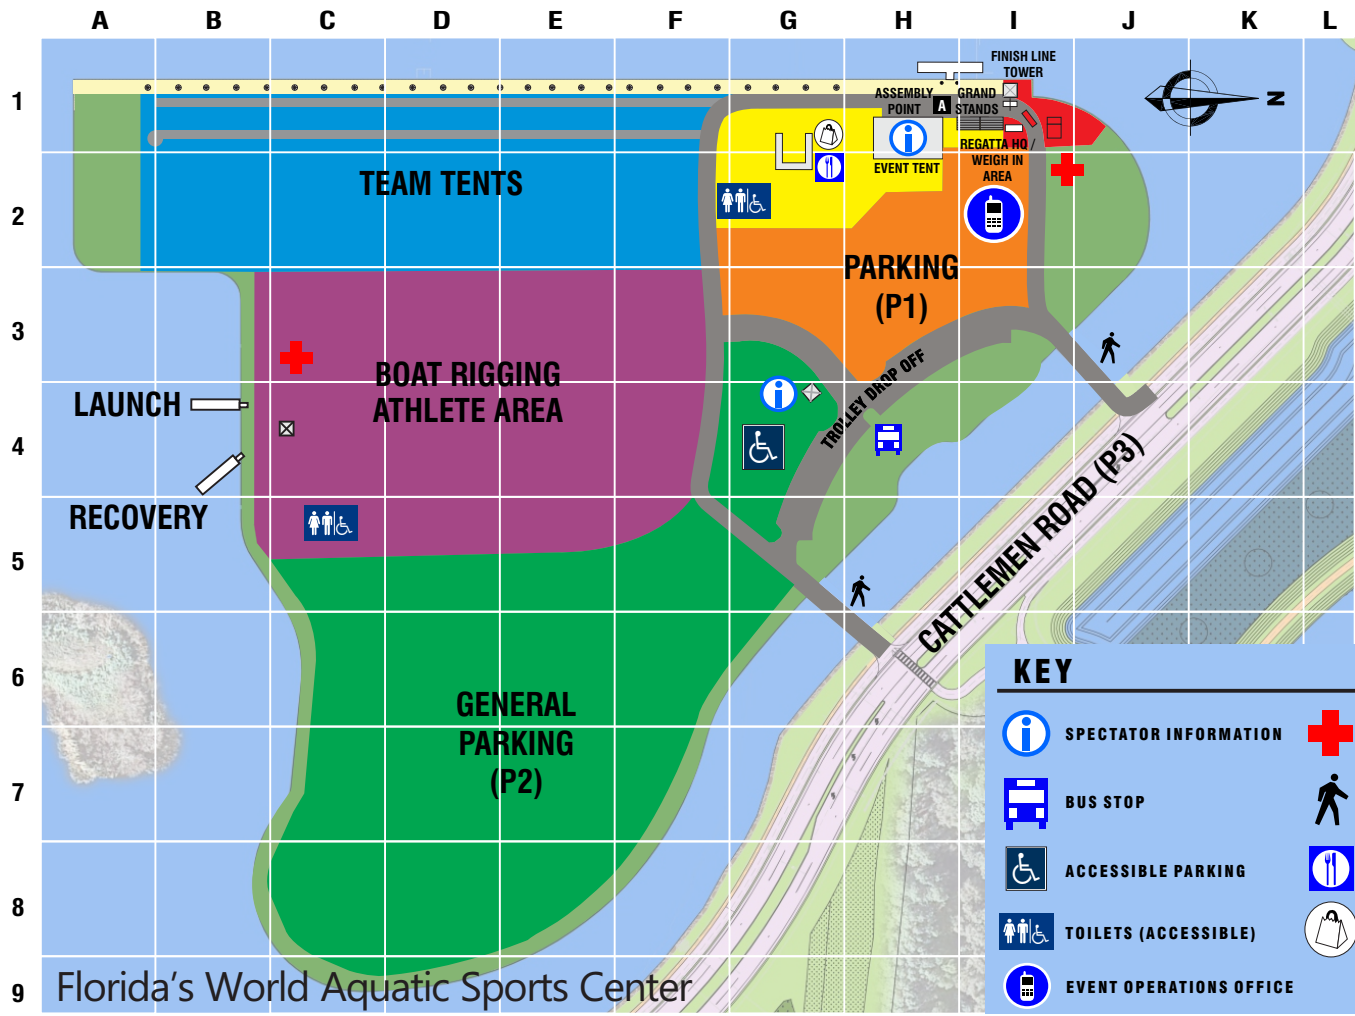 A B C D E F G H I J K L
1
2
3
4
5
6
7
8
9
FINISH LINE
TOWER
ASSEMBLY
POINT
A
GRAND
STANDS
REGATTA HQ /
WEIGH IN
AREA
EVENT TENT
N
TEAM TENTS
PARKING
(P1)
BOAT RIGGING
ATHLETE AREA
LAUNCH
RECOVERY
TROLLEY DROP OFF
CATTLEMEN ROAD (P3)
GENERAL
PARKING
(P2)
KEY
SPECTATOR INFORMATION
BUS STOP
ACCESSIBLE PARKING
TOILETS (ACCESSIBLE)
EVENT OPERATIONS OFFICE
Florida's World Aquatic Sports Center